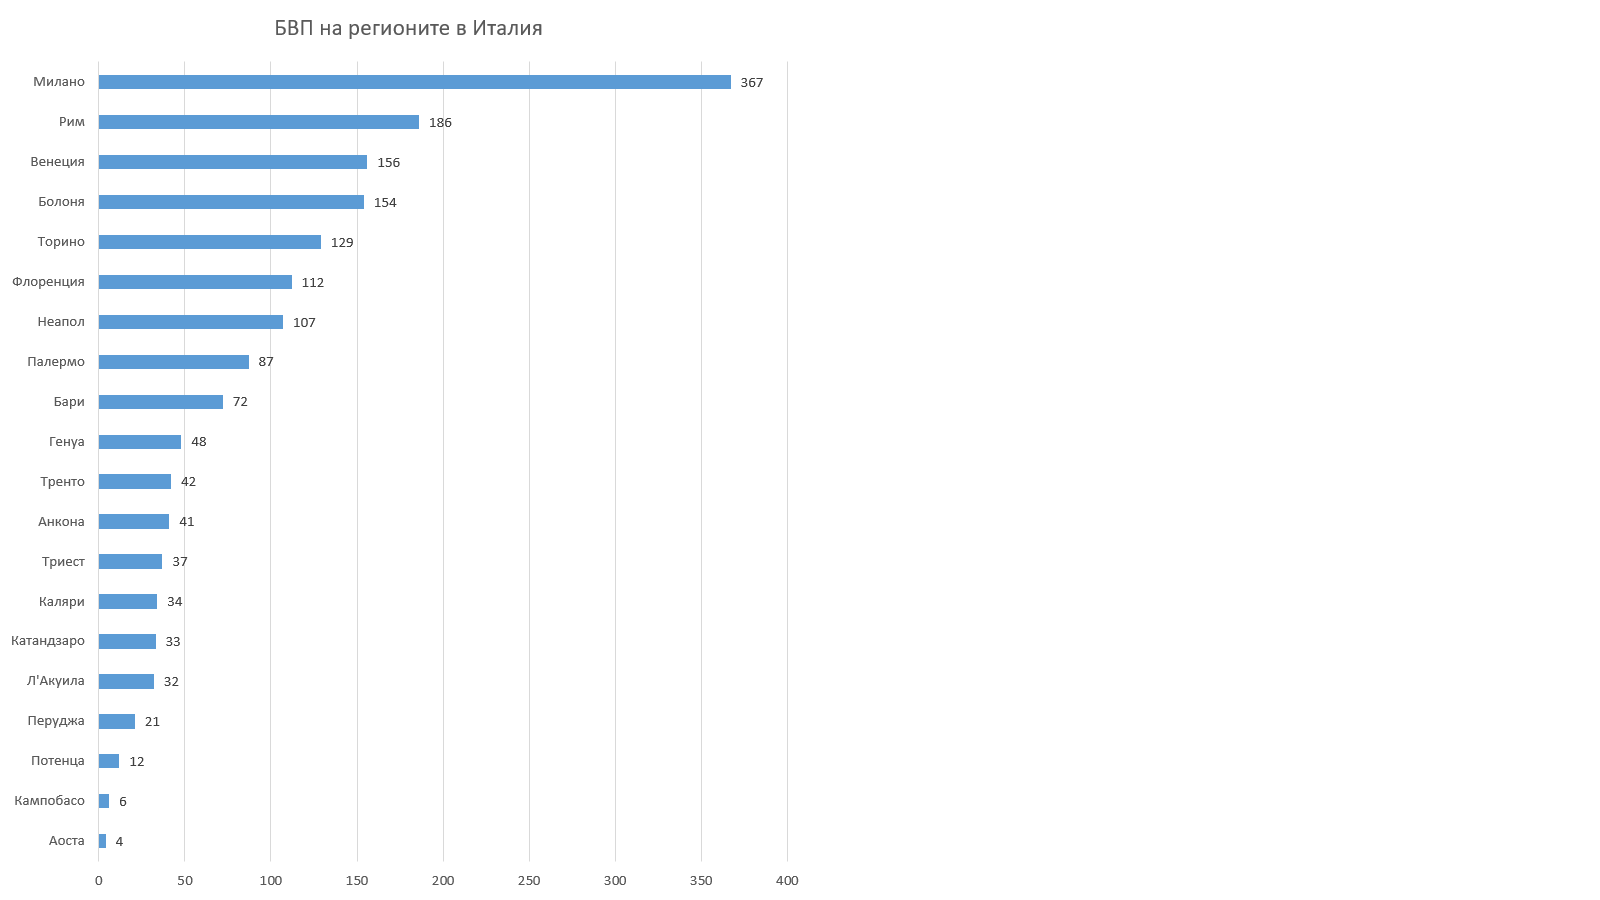 БВП на регионите в Италия
Милано 367
Рим 186
Венеция 156
Болоня 154
Торино 129
Флоренция 112
Неапол 107
Палермо 87
Бари 72
Генуа 48
Тренто 42
Анкона 41
Триест 37
Каляри 34
Катандзаро 33
Л'Акуила 32
Перуджа 21
Потенца 12
Кампобасо 6
Аоста 4
0 50 100 150 200 250 300 350 400